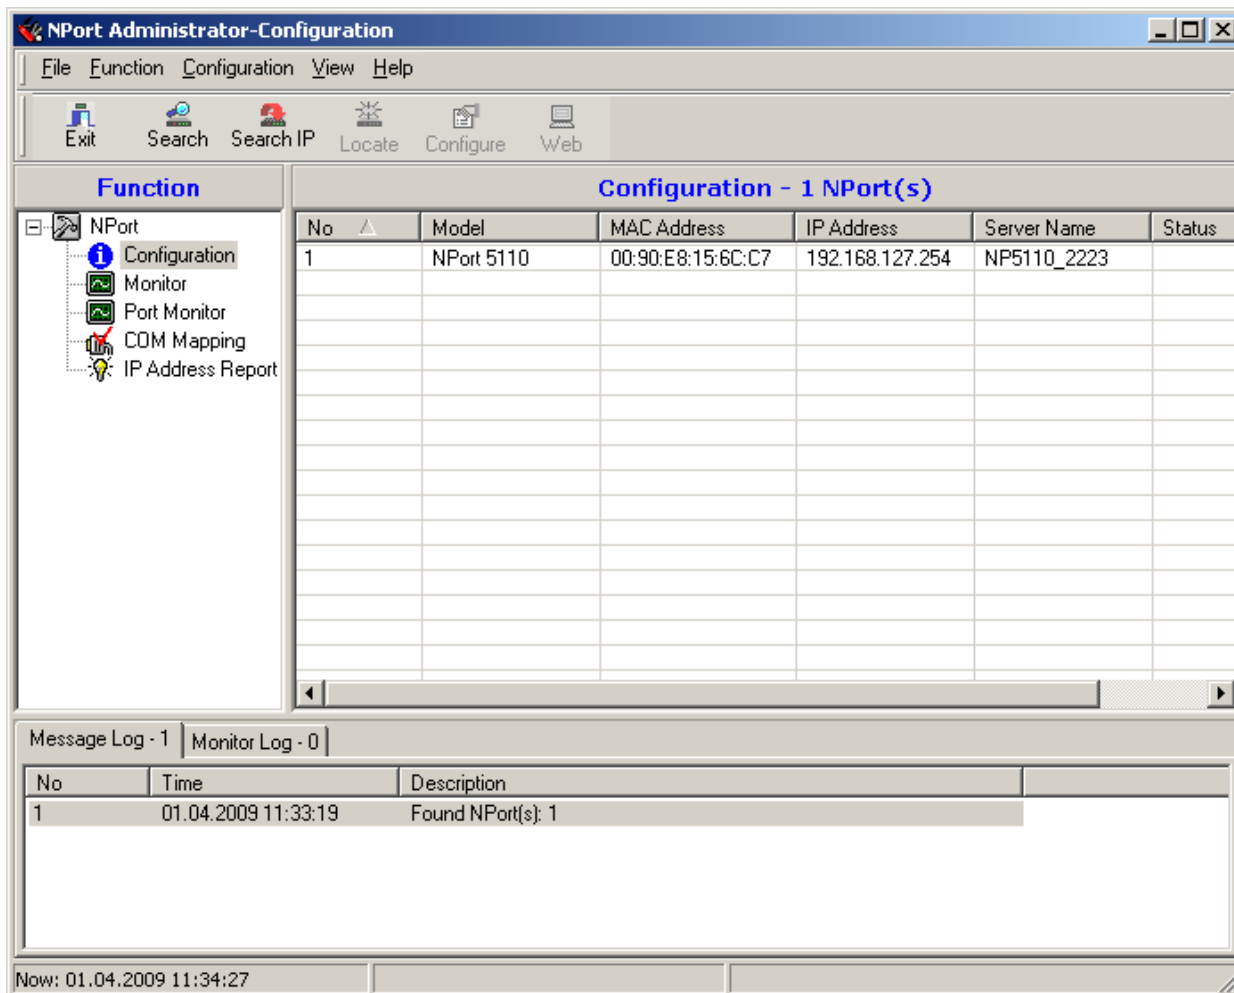 NPort Administrator-Configuration
File Function Configuration View Help
Exit Search Search IP Locate Configure Web
Function
Configuration - 1 NPort(s)
NPort
Configuration
Monitor
Port Monitor
COM Mapping
IP Address Report
No Model MAC Address IP Address Server Name Status
1 NPort 5110 00:90:E8:15:6C:C7 192.168.127.254 NP5110_2223
Message Log - 1 Monitor Log - 0
No Time Description
1 01.04.2009 11:33:19 Found NPort(s): 1
Now: 01.04.2009 11:34:27